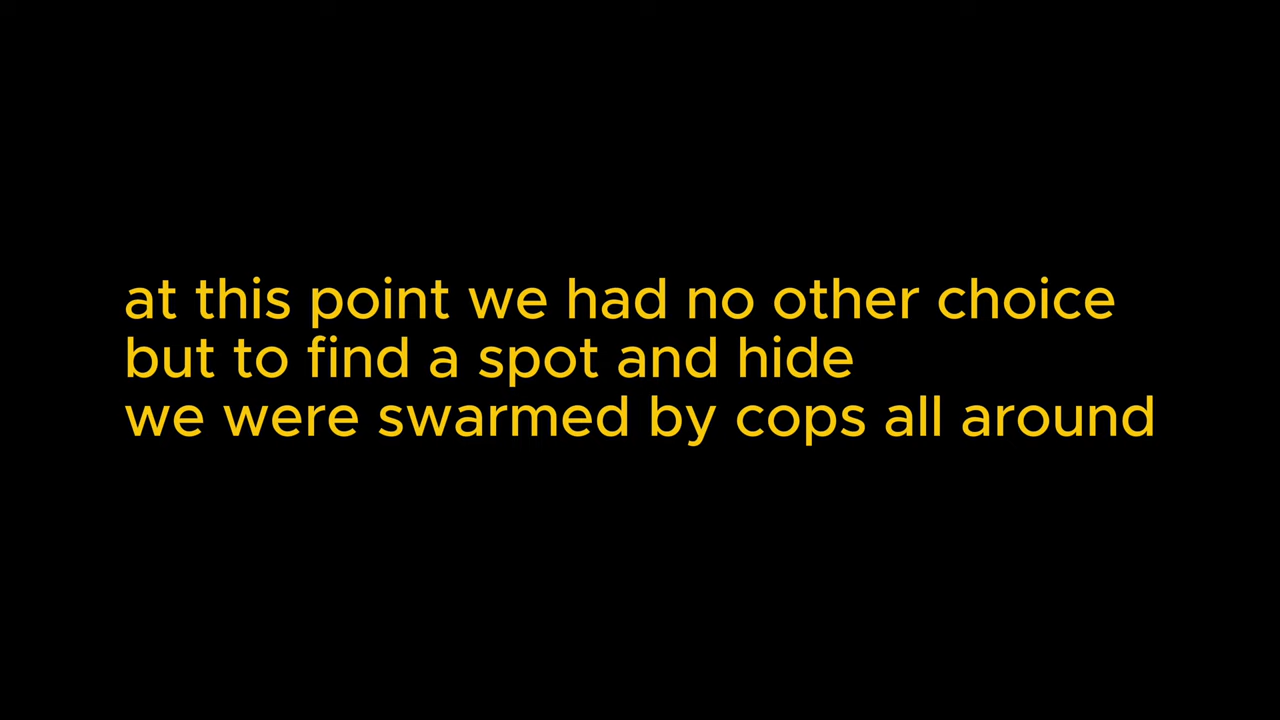 at this point we had no other choice
but to find a spot and hide
we were swarmed by cops all around